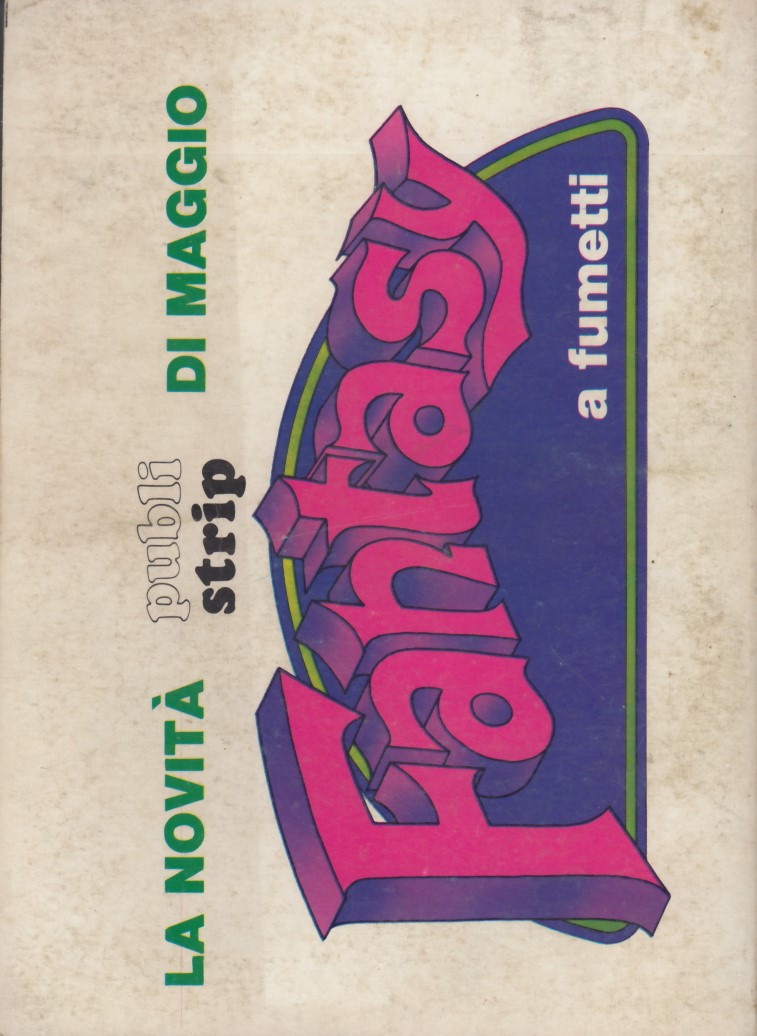 LA NOVITÀ publi strip DI MAGGIO
Fantasy
a fumetti